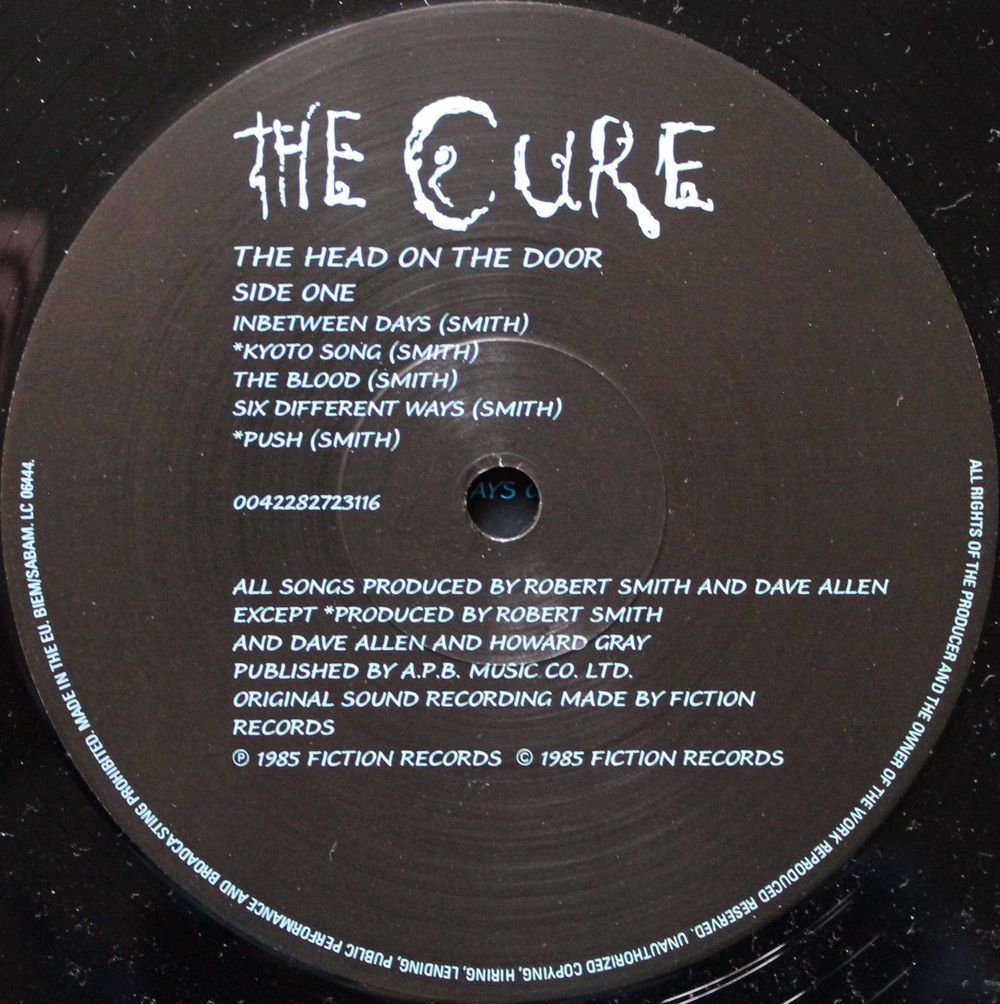 THE CURE
THE HEAD ON THE DOOR
SIDE ONE
INBETWEEN DAYS (SMITH)
*KYOTO SONG (SMITH)
THE BLOOD (SMITH)
SIX DIFFERENT WAYS (SMITH)
*PUSH (SMITH)
0042282723116
AYS
ALL SONGS PRODUCED BY ROBERT SMITH AND DAVE ALLEN
EXCEPT *PRODUCED BY ROBERT SMITH
AND DAVE ALLEN AND HOWARD GRAY
PUBLISHED BY A.P.B. MUSIC CO. LTD.
ORIGINAL SOUND RECORDING MADE BY FICTION
RECORDS
℗ 1985 FICTION RECORDS © 1985 FICTION RECORDS
ALL RIGHTS OF THE PRODUCER AND THE OWNER OF THE WORK REPRODUCED RESERVED. UNAUTHORIZED COPYING, HIRING, LENDING, PUBLIC PERFORMANCE AND BROADCASTING PROHIBITED. MADE IN THE EU. BIEM/SABAM. LC 06444.